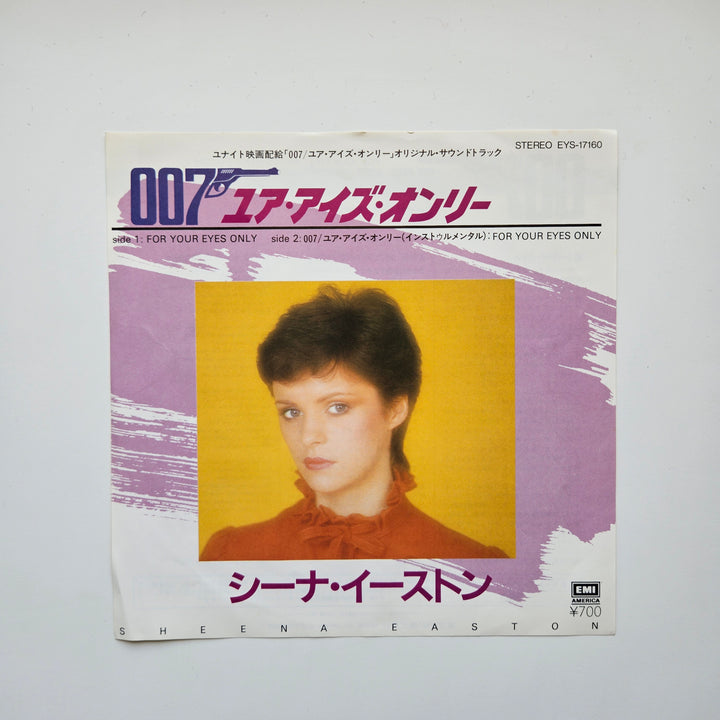 STEREO EYS-17160
ユナイト映画配給「007/ユア・アイズ・オンリー」オリジナル・サウンドトラック
007 ユア・アイズ・オンリー
side 1: FOR YOUR EYES ONLY side 2: 007/ユア・アイズ・オンリー(インストゥルメンタル): FOR YOUR EYES ONLY
シーナ・イーストン
EMI
AMERICA
¥700
SHEENA EASTON